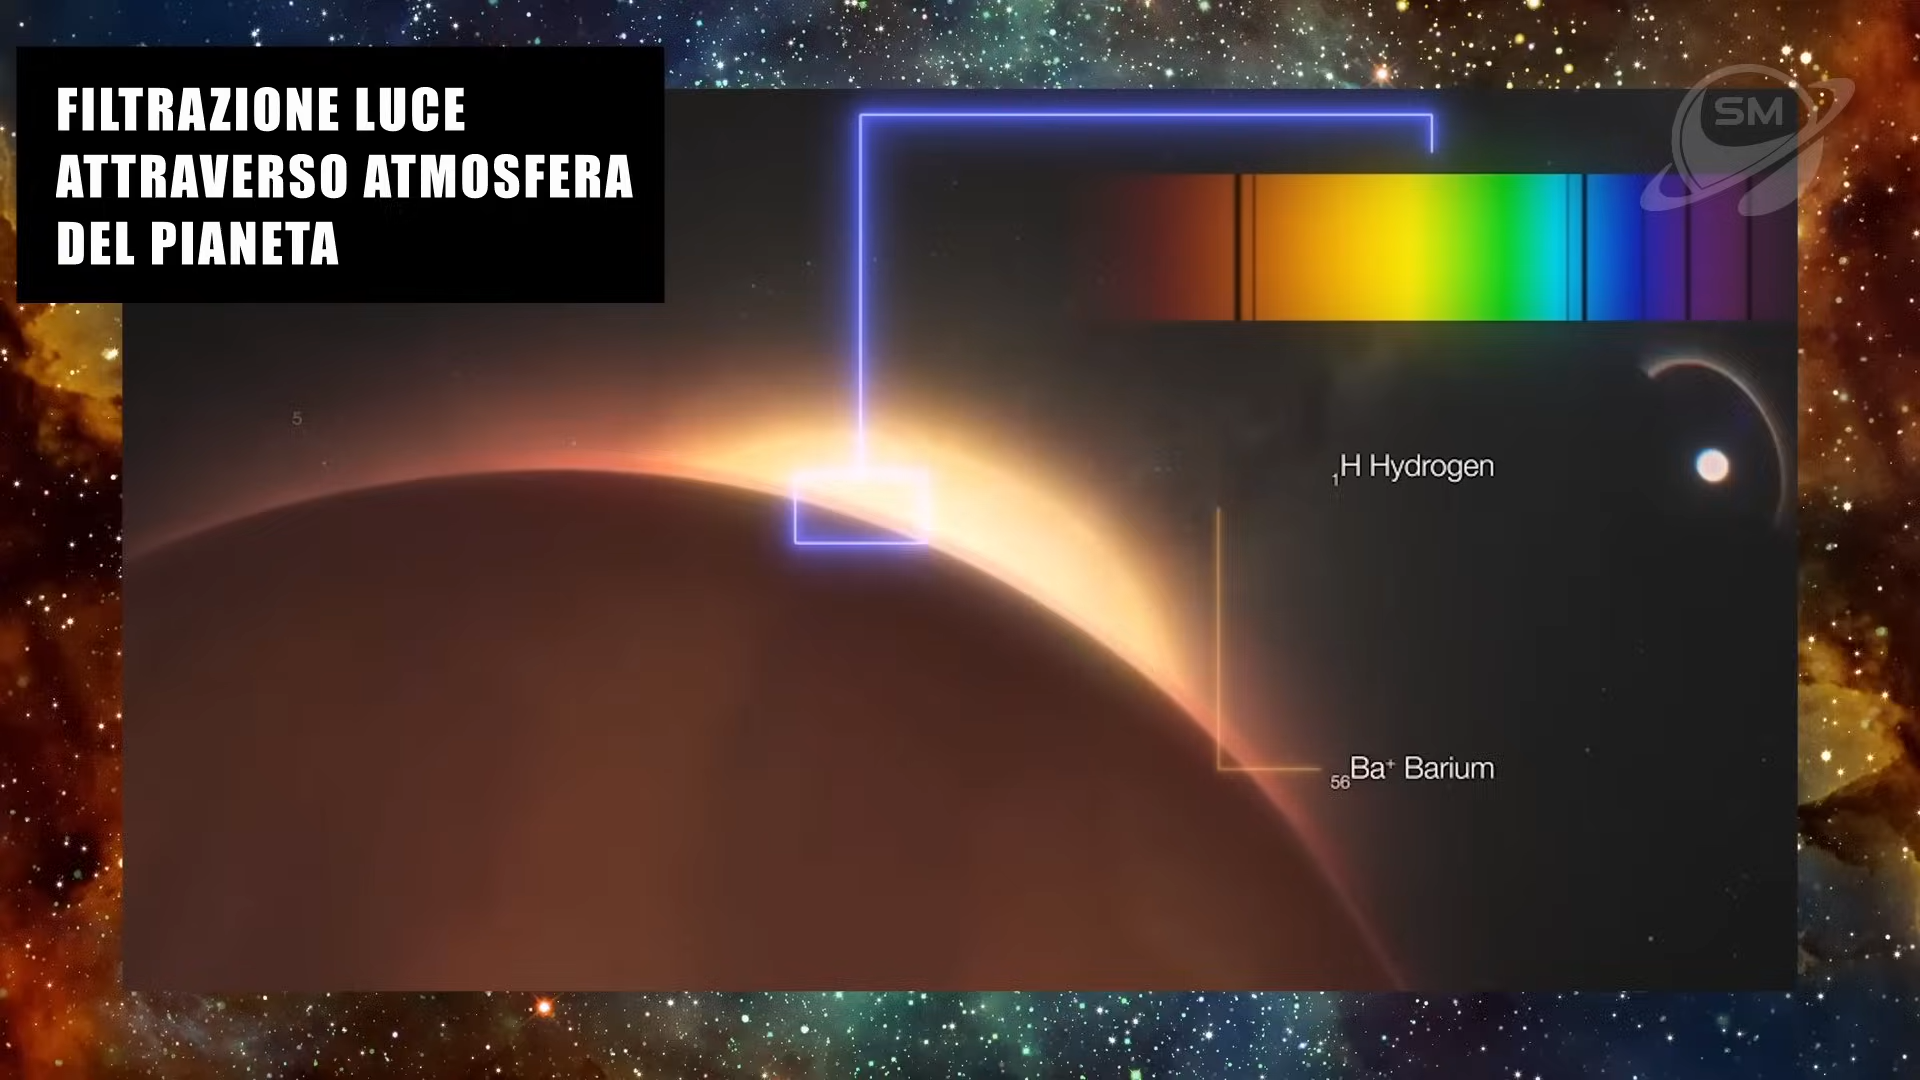 FILTRAZIONE LUCE
ATTRAVERSO ATMOSFERA
DEL PIANETA
SM
5
₁H Hydrogen
₅₆Ba⁺ Barium